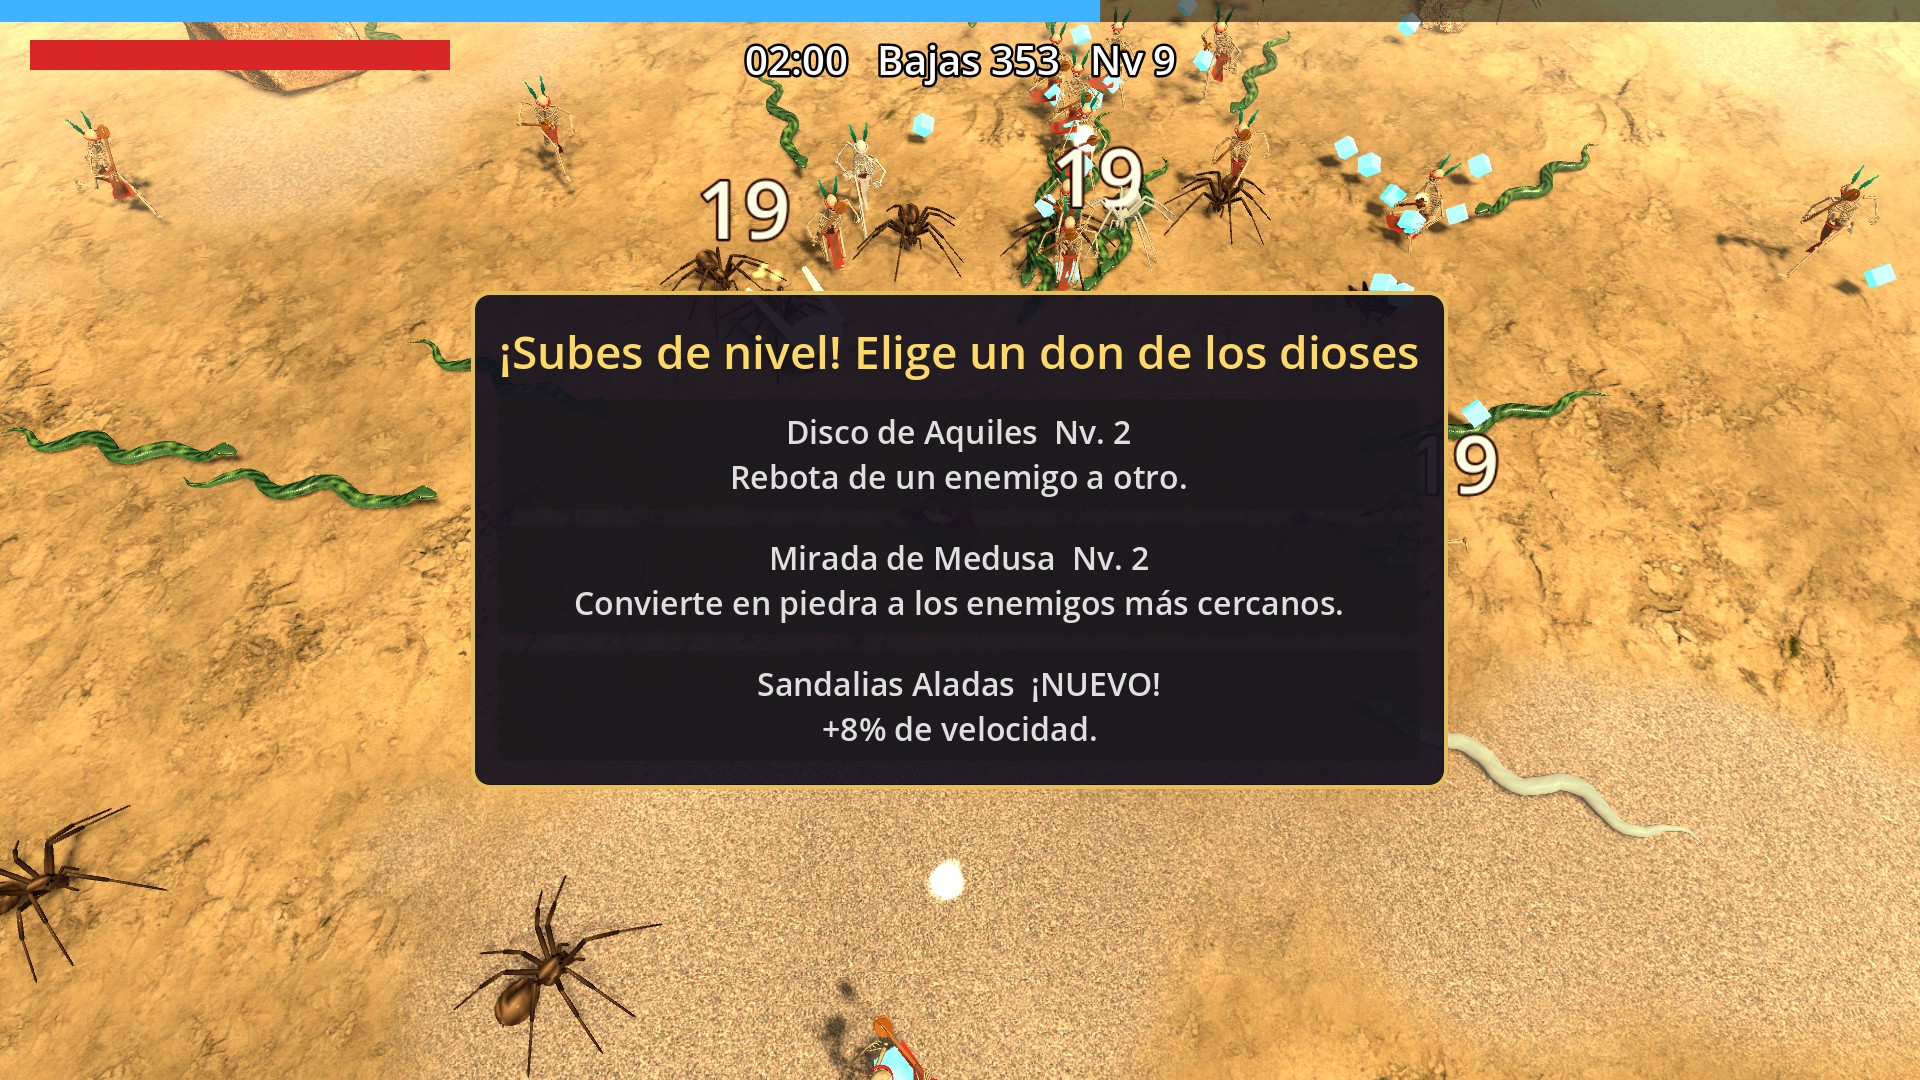 02:00 Bajas 353 Nv 9
19
19
¡Subes de nivel! Elige un don de los dioses
Disco de Aquiles Nv. 2
Rebota de un enemigo a otro.
19
Mirada de Medusa Nv. 2
Convierte en piedra a los enemigos más cercanos.
Sandalias Aladas ¡NUEVO!
+8% de velocidad.